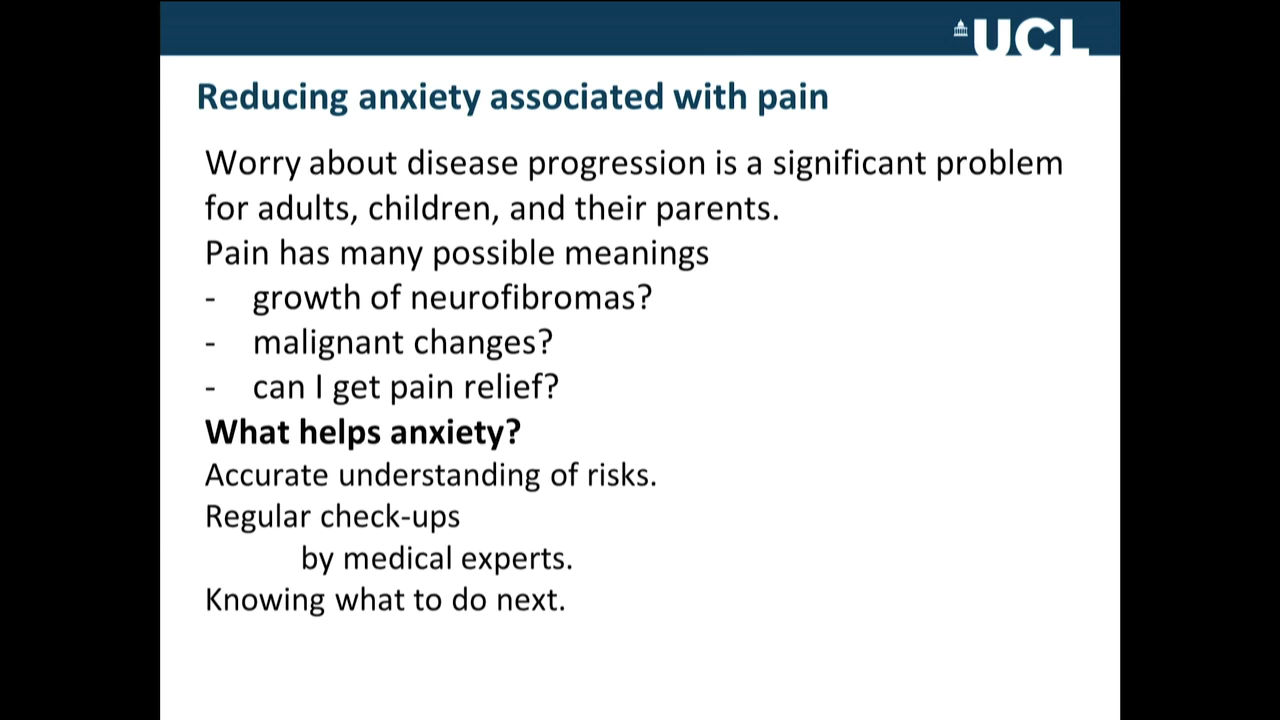 UCL
Reducing anxiety associated with pain
Worry about disease progression is a significant problem
for adults, children, and their parents.
Pain has many possible meanings
- growth of neurofibromas?
- malignant changes?
- can I get pain relief?
What helps anxiety?
Accurate understanding of risks.
Regular check-ups
by medical experts.
Knowing what to do next.